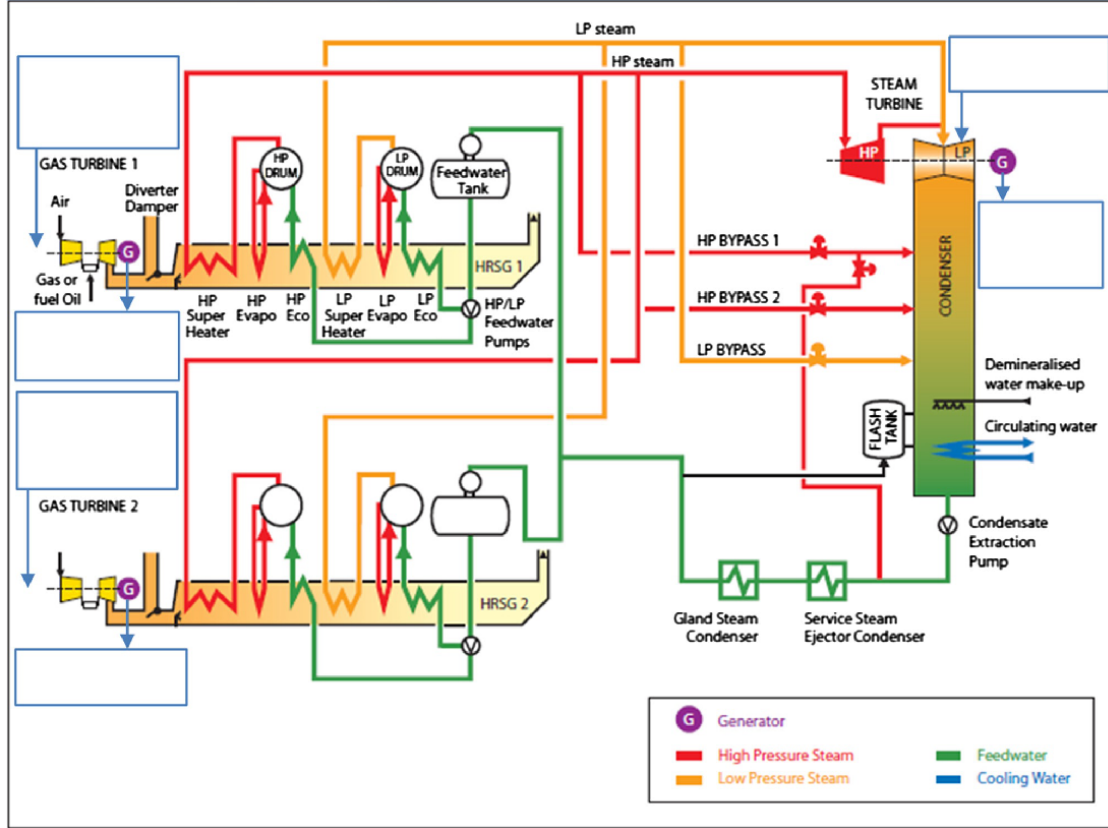 LP steam
HP steam
STEAM
TURBINE
GAS TURBINE 1
Air
Diverter
Damper
HP
DRUM
LP
DRUM
Feedwater
Tank
HP
LP
G
G
Gas or
fuel Oil
HRSG 1
HP
Super
Heater
HP
Evapo
HP
Eco
LP
Super
Heater
LP
Evapo
LP
Eco
HP/LP
Feedwater
Pumps
HP BYPASS 1
HP BYPASS 2
LP BYPASS
CONDENSER
Demineralised
water make-up
FLASH
TANK
Circulating water
GAS TURBINE 2
G
HRSG 2
Condensate
Extraction
Pump
Gland Steam
Condenser
Service Steam
Ejector Condenser
G Generator
High Pressure Steam
Feedwater
Low Pressure Steam
Cooling Water